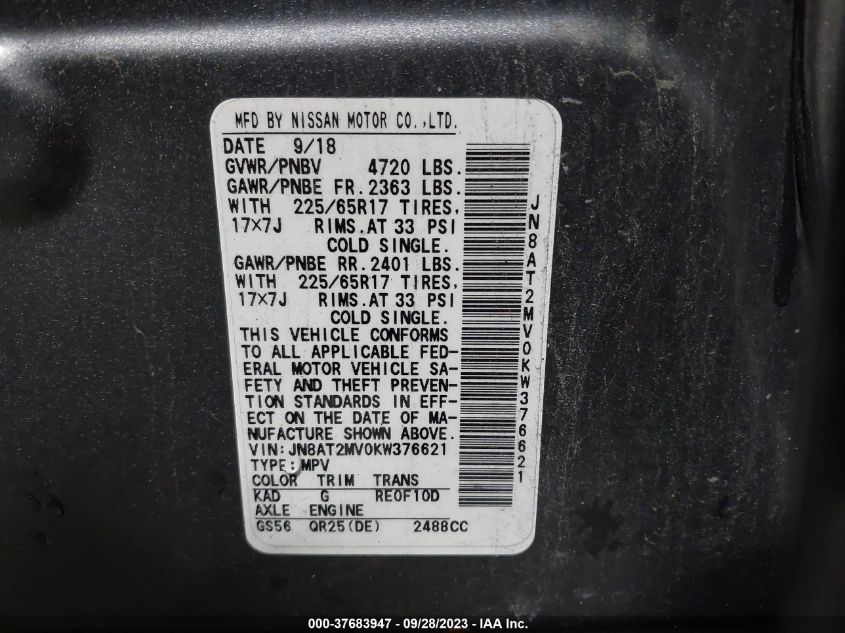 MFD BY NISSAN MOTOR CO.,LTD.
DATE 9/18
GVWR/PNBV 4720 LBS.
GAWR/PNBE FR.2363 LBS.
WITH 225/65R17 TIRES,
17×7J RIMS.AT 33 PSI
COLD SINGLE.
GAWR/PNBE RR.2401 LBS.
WITH 225/65R17 TIRES,
17×7J RIMS.AT 33 PSI
COLD SINGLE.
THIS VEHICLE CONFORMS
TO ALL APPLICABLE FED-
ERAL MOTOR VEHICLE SA-
FETY AND THEFT PREVEN-
TION STANDARDS IN EFF-
ECT ON THE DATE OF MA-
NUFACTURE SHOWN ABOVE.
VIN:JN8AT2MV0KW376621
TYPE:MPV
COLOR TRIM TRANS
KAD G RE0F10D
AXLE ENGINE
GS56 QR25(DE) 2488CC
JN8AT2MV0KW376621
000-37683947 - 09/28/2023 - IAA Inc.